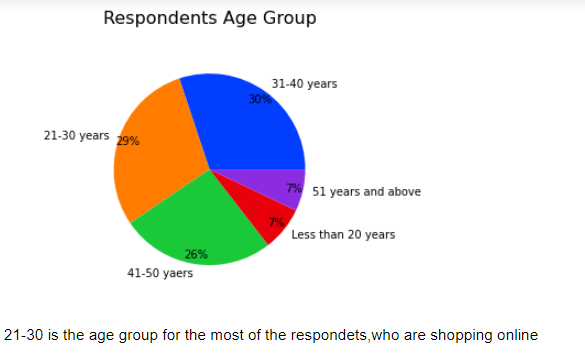 Respondents Age Group
31-40 years
30%
21-30 years
29%
7%
51 years and above
7%
Less than 20 years
26%
41-50 yaers
21-30 is the age group for the most of the respondets,who are shopping online